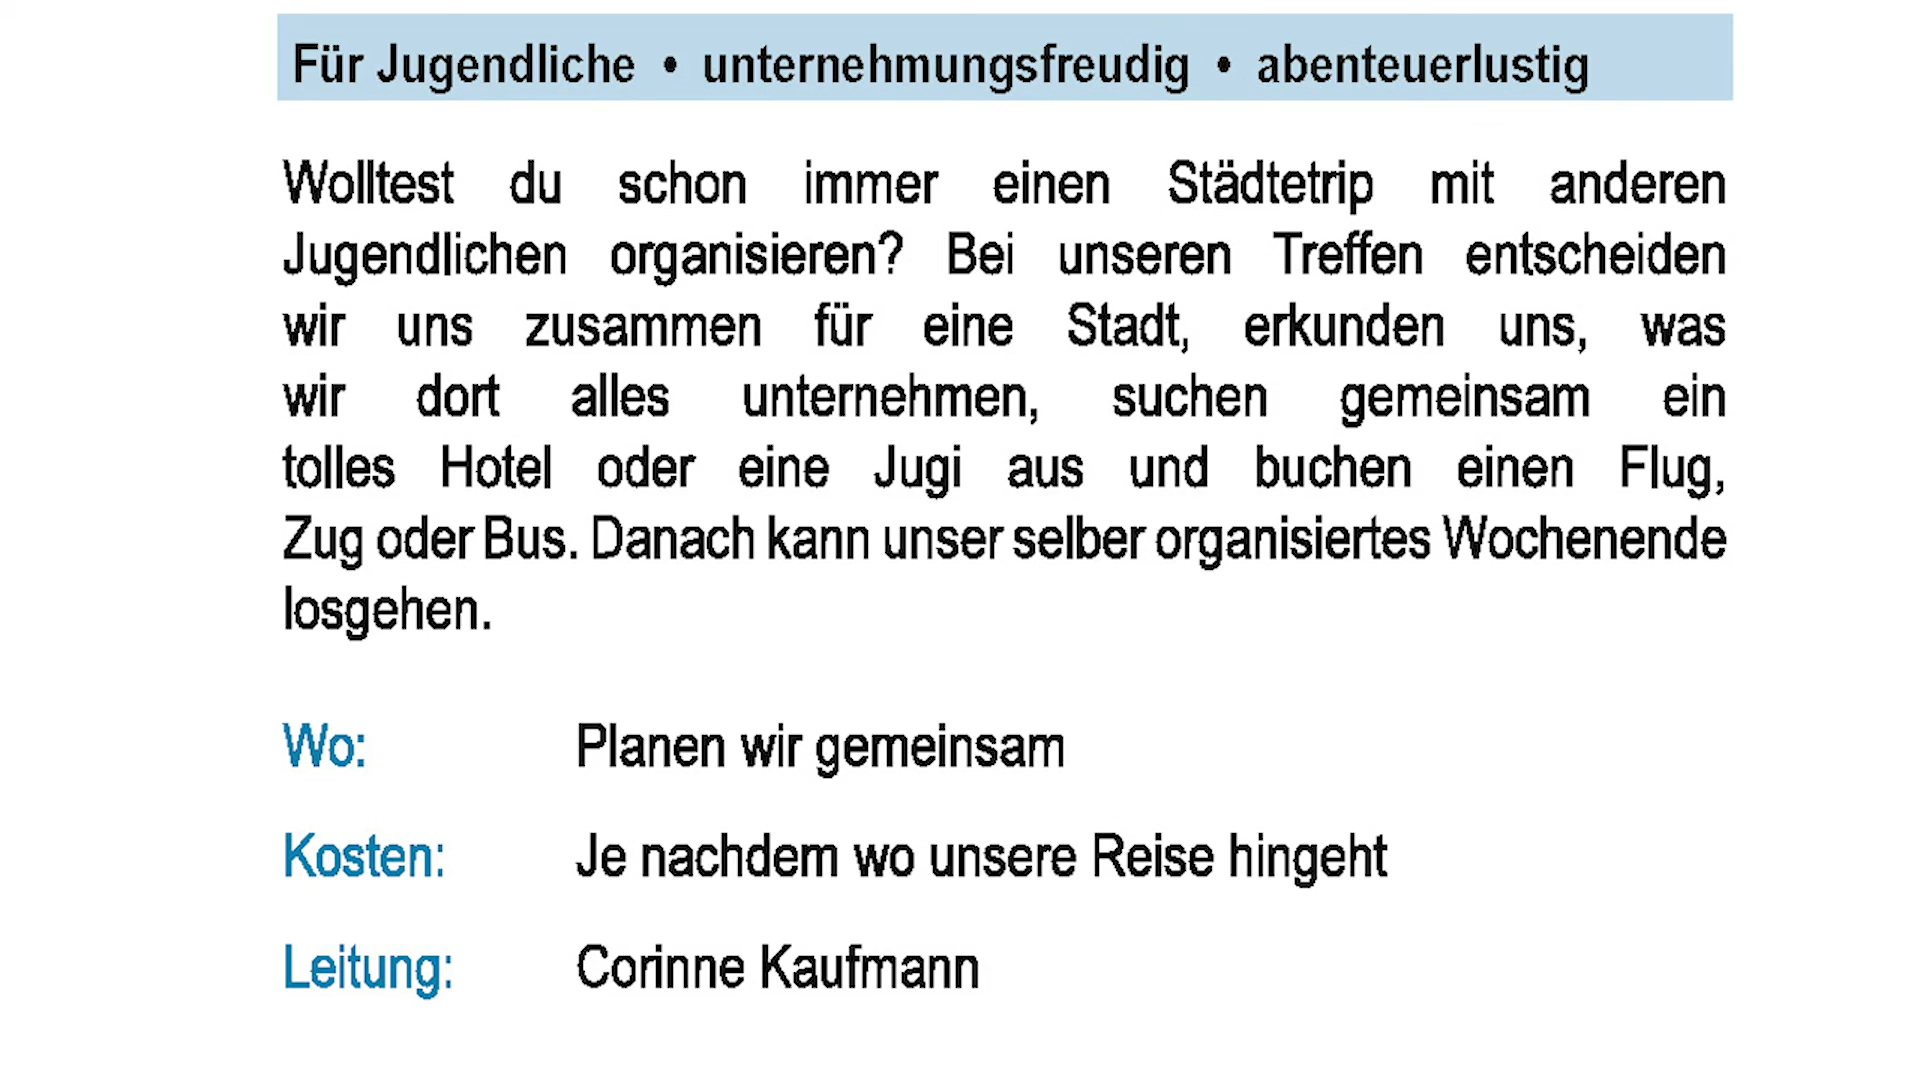 Für Jugendliche • unternehmungsfreudig • abenteuerlustig
Wolltest du schon immer einen Städtetrip mit anderen
Jugendlichen organisieren? Bei unseren Treffen entscheiden
wir uns zusammen für eine Stadt, erkunden uns, was
wir dort alles unternehmen, suchen gemeinsam ein
tolles Hotel oder eine Jugi aus und buchen einen Flug,
Zug oder Bus. Danach kann unser selber organisiertes Wochenende
losgehen.
Wo: Planen wir gemeinsam
Kosten: Je nachdem wo unsere Reise hingeht
Leitung: Corinne Kaufmann